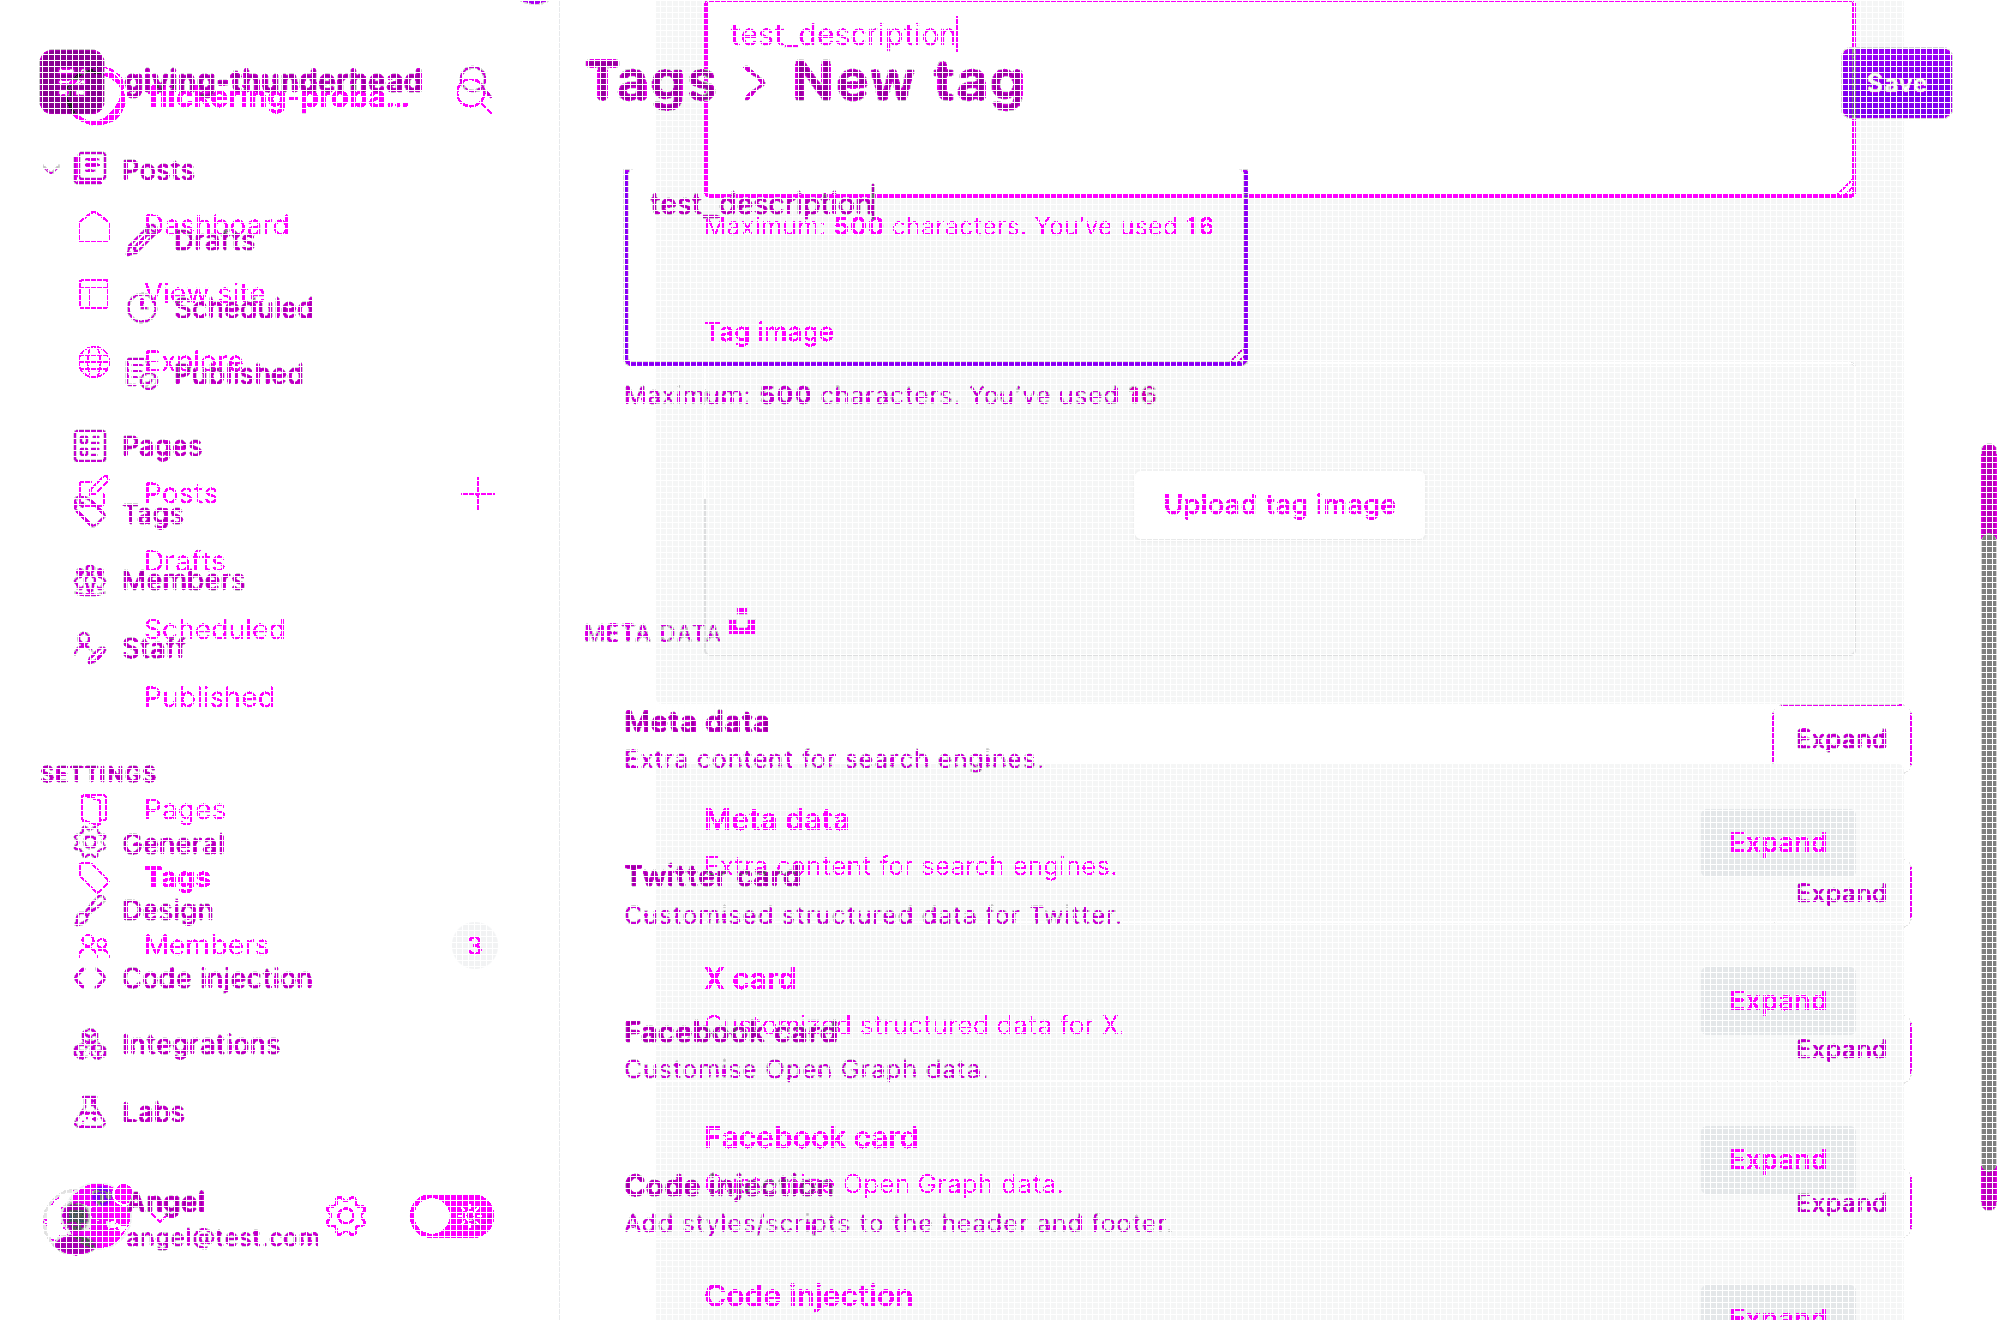 test_description
giving-thunderhead
flickering-proba...
Tags > New tag
Save
Posts
test_description
Dashboard
Maximum: 500 characters. You've used 16
Drafts
View site
Scheduled
Tag image
Explore
Published
Maximum: 500 characters. You've used 16
Pages
Posts
Upload tag image
Tags
Drafts
Members
Scheduled
META DATA
Staff
Published
Meta data
Expand
Extra content for search engines.
SETTINGS
Pages
Meta data
General
Expand
Extra content for search engines.
Tags
Twitter card
Expand
Design
Customised structured data for Twitter.
Members
3
Code injection
X card
Expand
Customized structured data for X.
Facebook card
Integrations
Expand
Customise Open Graph data.
Labs
Facebook card
Expand
Code injection
Open Graph data.
Angel
Expand
Add styles/scripts to the header and footer.
angel@test.com
Code injection
Expand